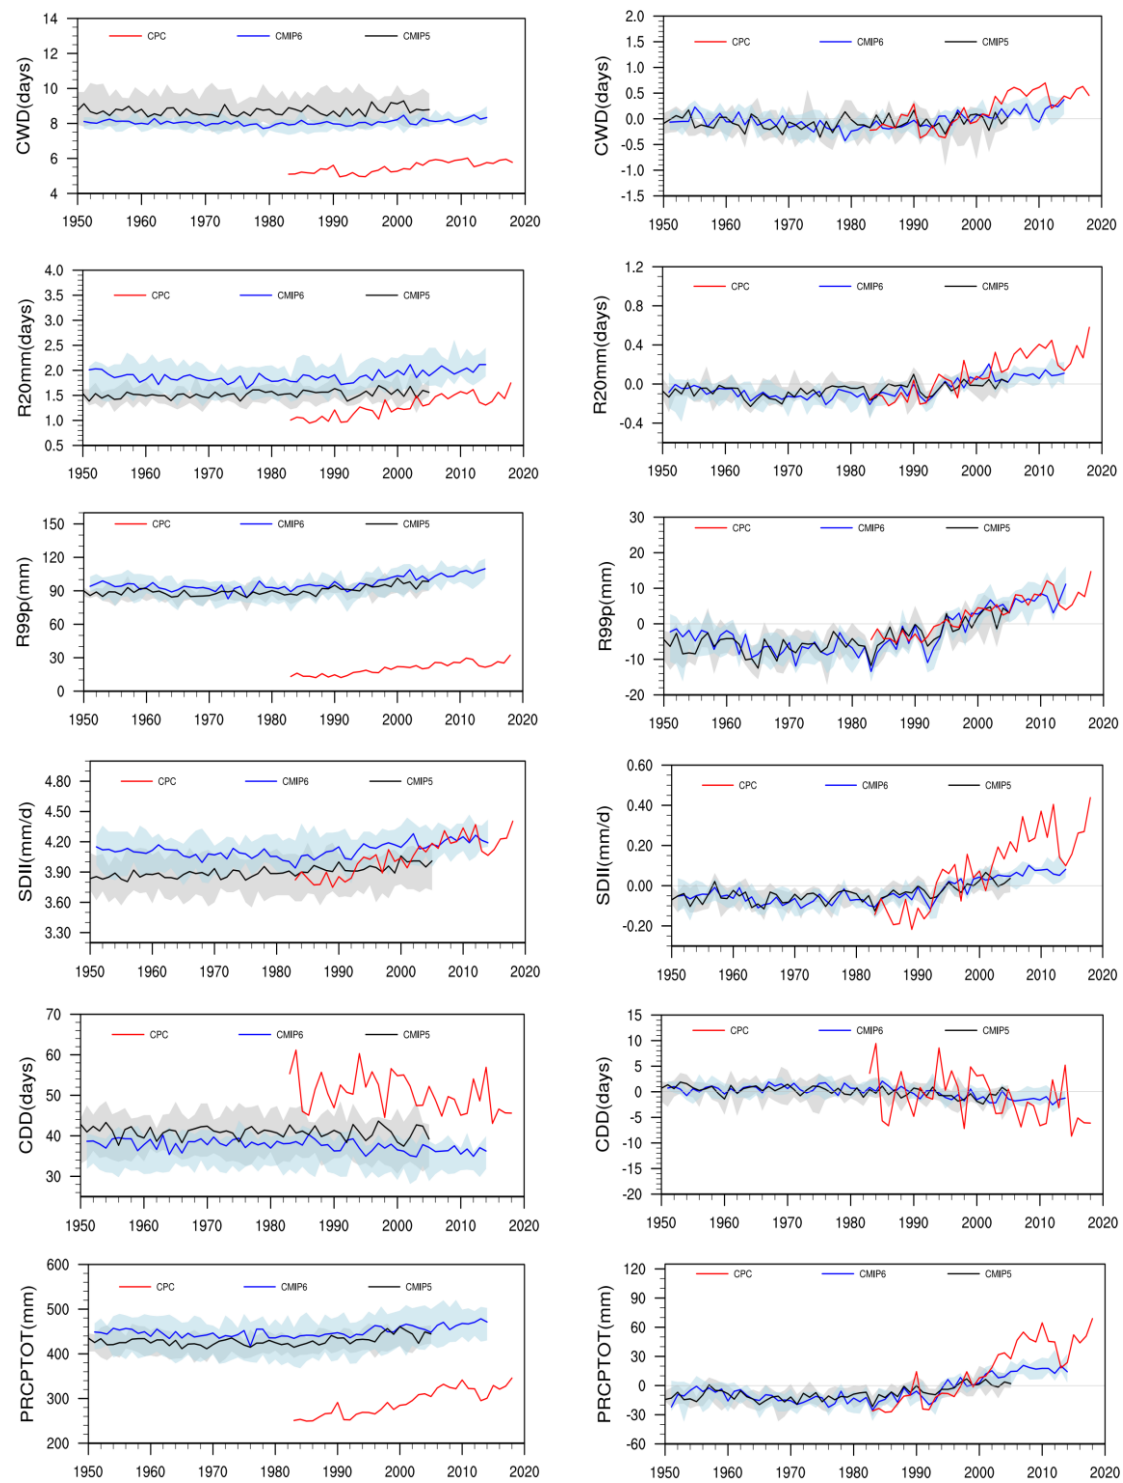 CWD(days)
14
12
10
8
6
4
CPC CMIP6 CMIP5
1950 1960 1970 1980 1990 2000 2010 2020
CWD(days)
2.0
1.5
1.0
0.5
0.0
-0.5
-1.0
-1.5
CPC CMIP6 CMIP5
1950 1960 1970 1980 1990 2000 2010 2020
R20mm(days)
4.0
3.5
3.0
2.5
2.0
1.5
1.0
0.5
CPC CMIP6 CMIP5
1950 1960 1970 1980 1990 2000 2010 2020
R20mm(days)
1.2
0.8
0.4
0.0
-0.4
CPC CMIP6 CMIP5
1950 1960 1970 1980 1990 2000 2010 2020
R99p(mm)
150
120
90
60
30
0
CPC CMIP6 CMIP5
1950 1960 1970 1980 1990 2000 2010 2020
R99p(mm)
30
20
10
0
-10
-20
CPC CMIP6 CMIP5
1950 1960 1970 1980 1990 2000 2010 2020
SDII(mm/d)
4.80
4.50
4.20
3.90
3.60
3.30
CPC CMIP6 CMIP5
1950 1960 1970 1980 1990 2000 2010 2020
SDII(mm/d)
0.60
0.40
0.20
0.00
-0.20
CPC CMIP6 CMIP5
1950 1960 1970 1980 1990 2000 2010 2020
CDD(days)
70
60
50
40
30
CPC CMIP6 CMIP5
1950 1960 1970 1980 1990 2000 2010 2020
CDD(days)
15
10
5
0
-5
-10
-15
-20
CPC CMIP6 CMIP5
1950 1960 1970 1980 1990 2000 2010 2020
PRCPTOT(mm)
600
500
400
300
200
CPC CMIP6 CMIP5
1950 1960 1970 1980 1990 2000 2010 2020
PRCPTOT(mm)
120
90
60
30
0
-30
-60
CPC CMIP6 CMIP5
1950 1960 1970 1980 1990 2000 2010 2020